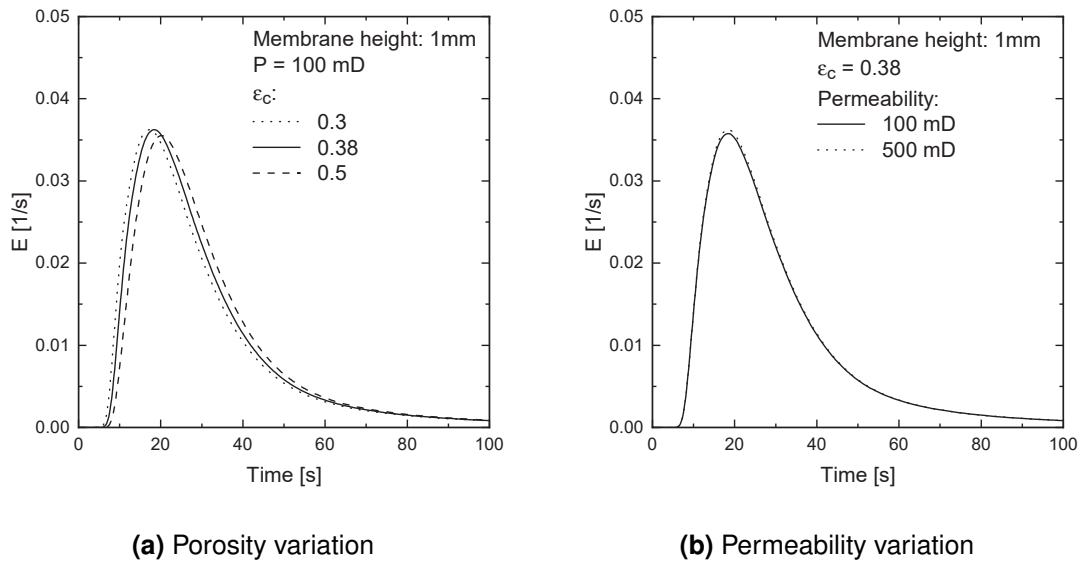 0.05
0.04
0.03
0.02
0.01
0.00
E [1/s]
Membrane height: 1mm
P = 100 mD
εc:
0.3
0.38
0.5
0 20 40 60 80 100
Time [s]
(a) Porosity variation
0.05
0.04
0.03
0.02
0.01
0.00
E [1/s]
Membrane height: 1mm
εc = 0.38
Permeability:
100 mD
500 mD
0 20 40 60 80 100
Time [s]
(b) Permeability variation